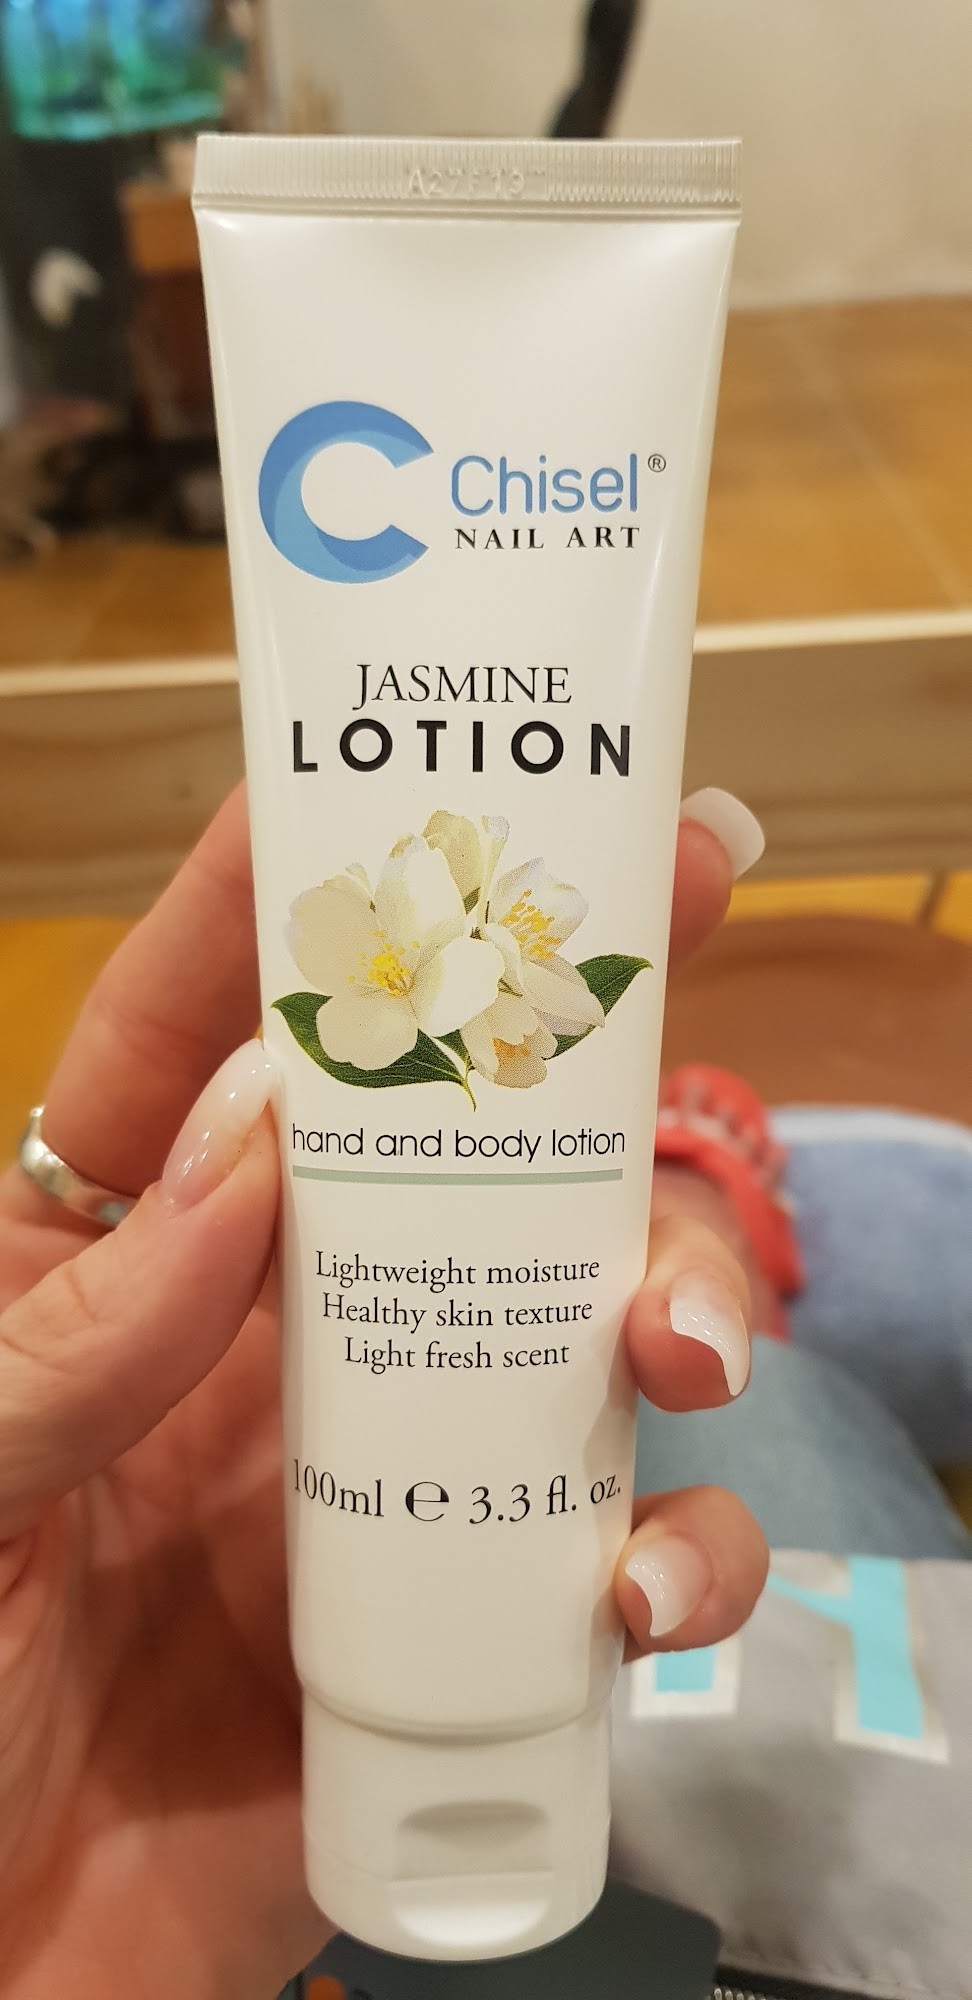 A27F19
Chisel®
NAIL ART
JASMINE
LOTION
hand and body lotion
Lightweight moisture
Healthy skin texture
Light fresh scent
100ml ℮ 3.3 fl. oz.